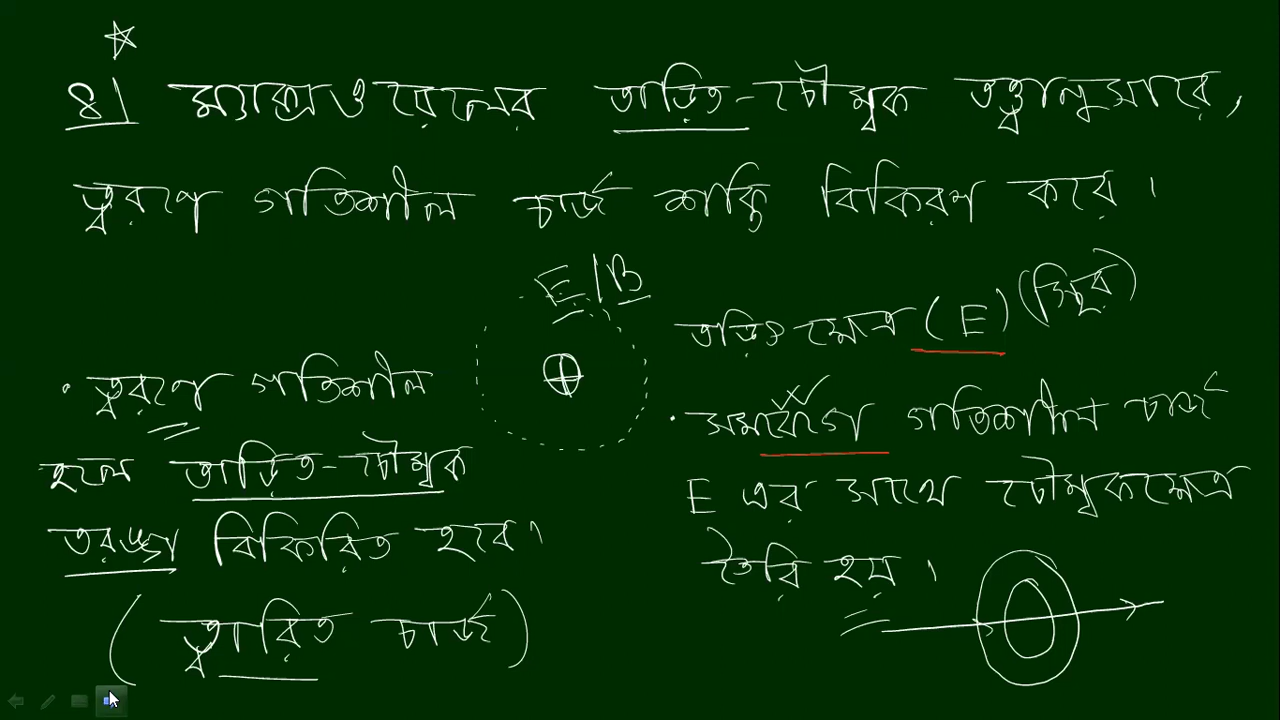 ৪। ম্যাক্সওয়েলের তাড়িত-চৌম্বক তত্ত্বানুসারে,
ত্বরণে গতিশীল চার্জ শক্তি বিকিরণ করে।
E/B
তড়িৎ ক্ষেত্র (E) (স্থির)
· ত্বরণে গতিশীল
হলে তাড়িত-চৌম্বক
তরঙ্গ বিকিরিত হবে।
(ত্বারিত চার্জ)
· সমবেগে গতিশীল চার্জ
E এর সাথে চৌম্বকক্ষেত্র
তৈরি হয়।